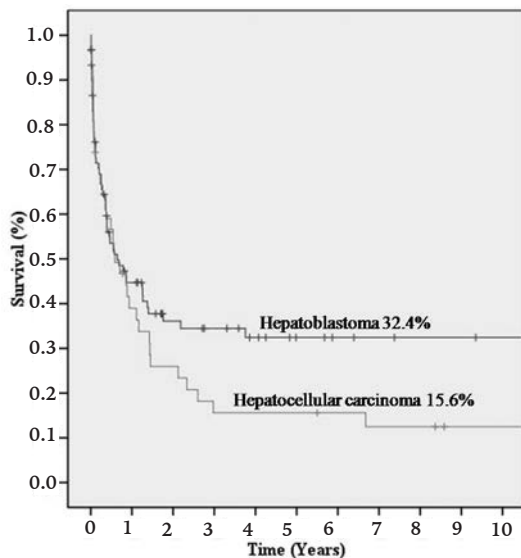 1.0
0.9
0.8
0.7
0.6
0.5
0.4
0.3
0.2
0.1
0.0
Survival (%)
Hepatoblastoma 32.4%
Hepatocellular carcinoma 15.6%
0 1 2 3 4 5 6 7 8 9 10
Time (Years)